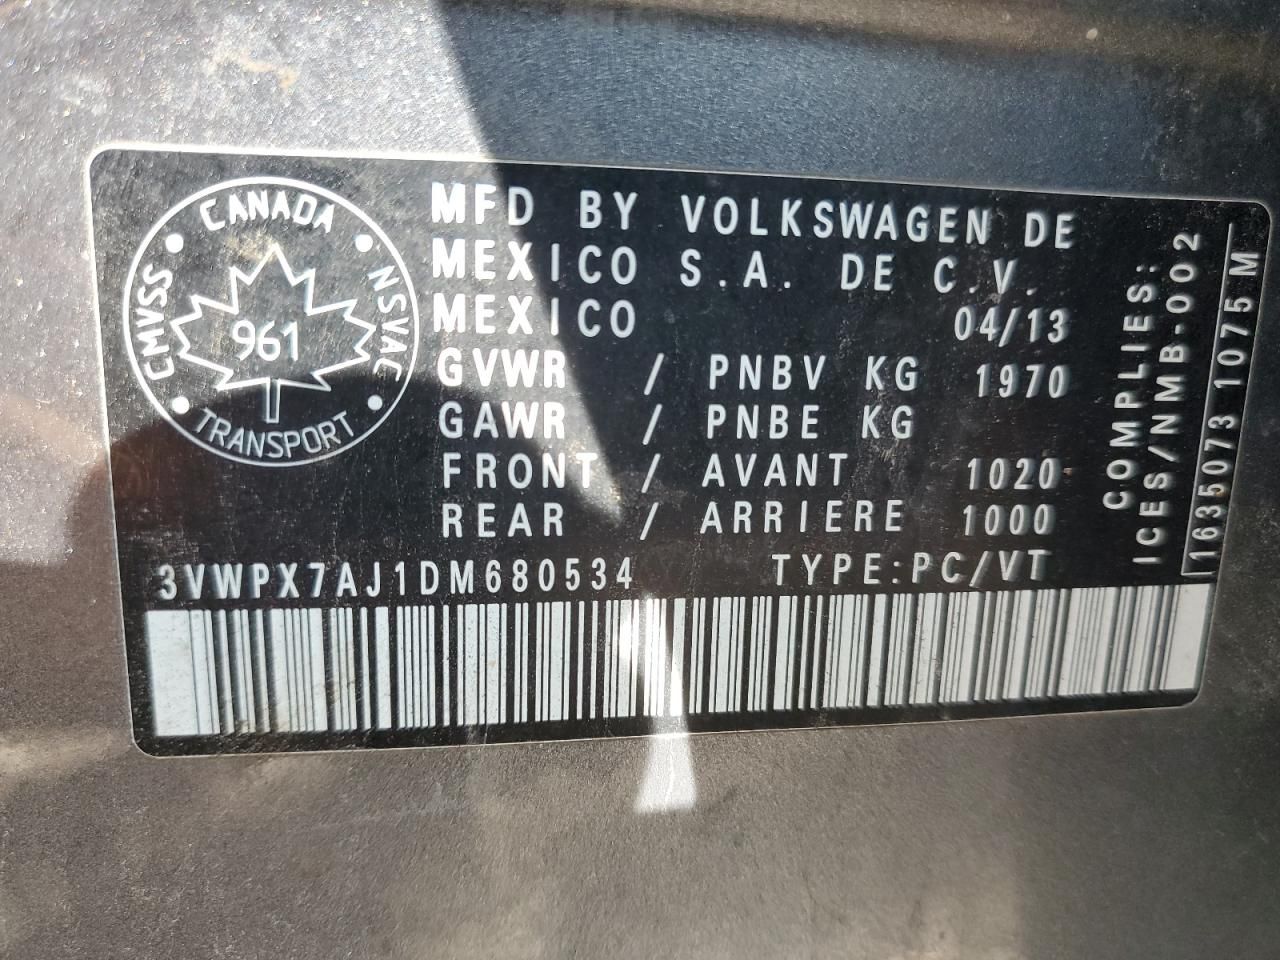 CANADA
CMVSS
NSVAC
961
TRANSPORT
MFD BY VOLKSWAGEN DE
MEXICO S.A. DE C.V.
MEXICO 04/13
GVWR / PNBV KG 1970
GAWR / PNBE KG
FRONT / AVANT 1020
REAR / ARRIERE 1000
3VWPX7AJ1DM680534 TYPE:PC/VT
COMPLIES:
ICES/NMB-002
1635073 1075 M